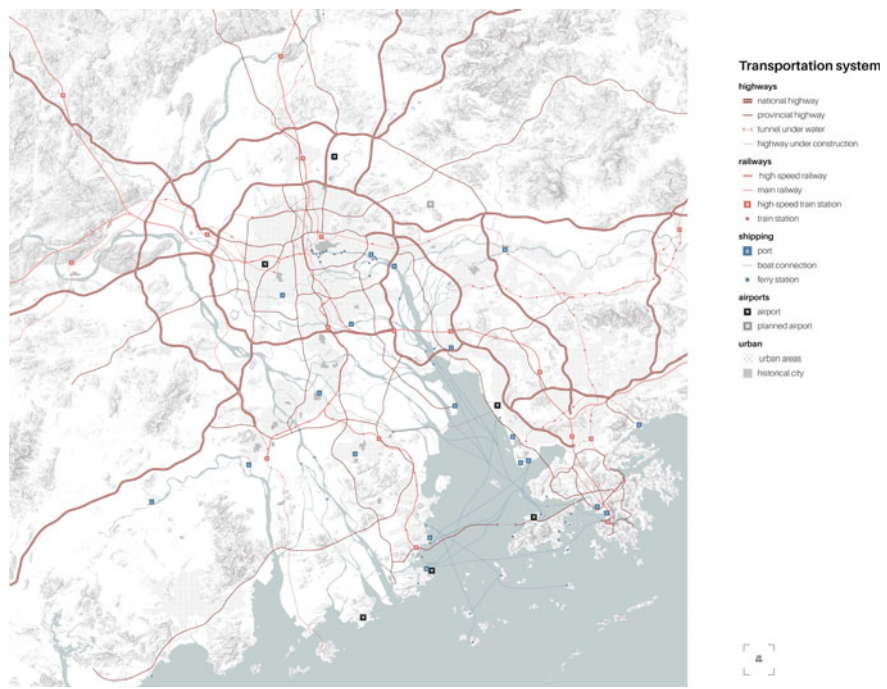 Transportation system
highways
national highway
provincial highway
tunnel under water
highway under construction
railways
high-speed railway
main railway
high-speed train station
train station
shipping
port
boat connection
ferry station
airports
airport
planned airport
urban
urban areas
historical city